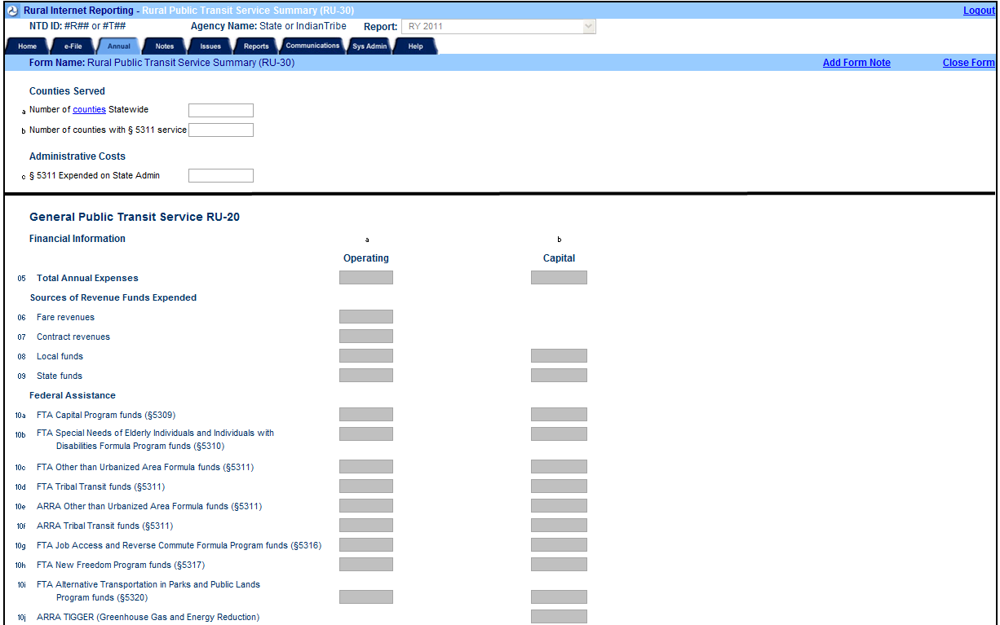 Rural Internet Reporting - Rural Public Transit Service Summary (RU-30) Logout
NTD ID: #R## or #T## Agency Name: State or IndianTribe Report: RY 2011
Home e-File Annual Notes Issues Reports Communications Sys Admin Help
Form Name: Rural Public Transit Service Summary (RU-30) Add Form Note Close Form
Counties Served
a Number of counties Statewide
b Number of counties with § 5311 service
Administrative Costs
c § 5311 Expended on State Admin
General Public Transit Service RU-20
Financial Information a b
Operating Capital
05 Total Annual Expenses
Sources of Revenue Funds Expended
06 Fare revenues
07 Contract revenues
08 Local funds
09 State funds
Federal Assistance
10a FTA Capital Program funds (§5309)
10b FTA Special Needs of Elderly Individuals and Individuals with
Disabilities Formula Program funds (§5310)
10c FTA Other than Urbanized Area Formula funds (§5311)
10d FTA Tribal Transit funds (§5311)
10e ARRA Other than Urbanized Area Formula funds (§5311)
10f ARRA Tribal Transit funds (§5311)
10g FTA Job Access and Reverse Commute Formula Program funds (§5316)
10h FTA New Freedom Program funds (§5317)
10i FTA Alternative Transportation in Parks and Public Lands
Program funds (§5320)
10j ARRA TIGGER (Greenhouse Gas and Energy Reduction)